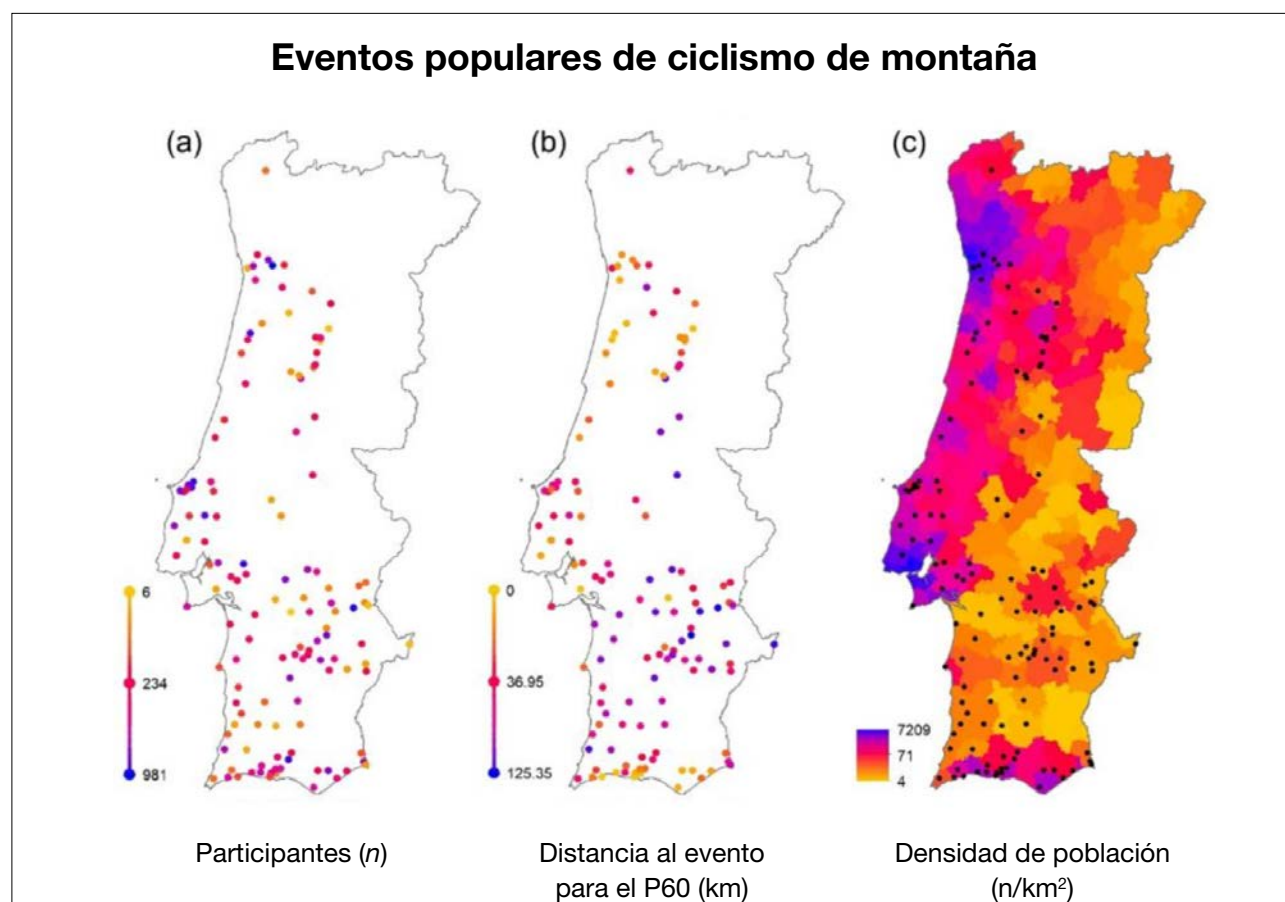 Eventos populares de ciclismo de montaña
(a)
6
234
981
Participantes (n)
(b)
0
36.95
125.35
Distancia al evento
para el P60 (km)
(c)
7209
71
4
Densidad de población
(n/km²)